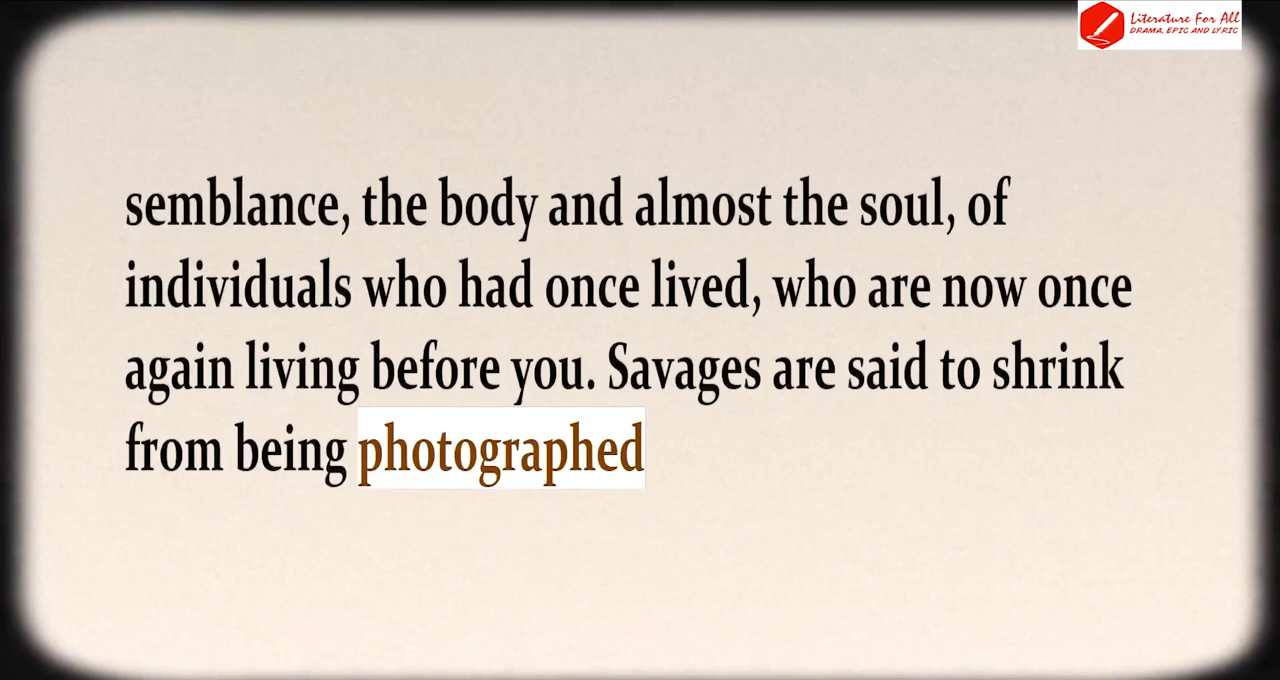 Literature For All
DRAMA, EPIC AND LYRIC
semblance, the body and almost the soul, of
individuals who had once lived, who are now once
again living before you. Savages are said to shrink
from being photographed